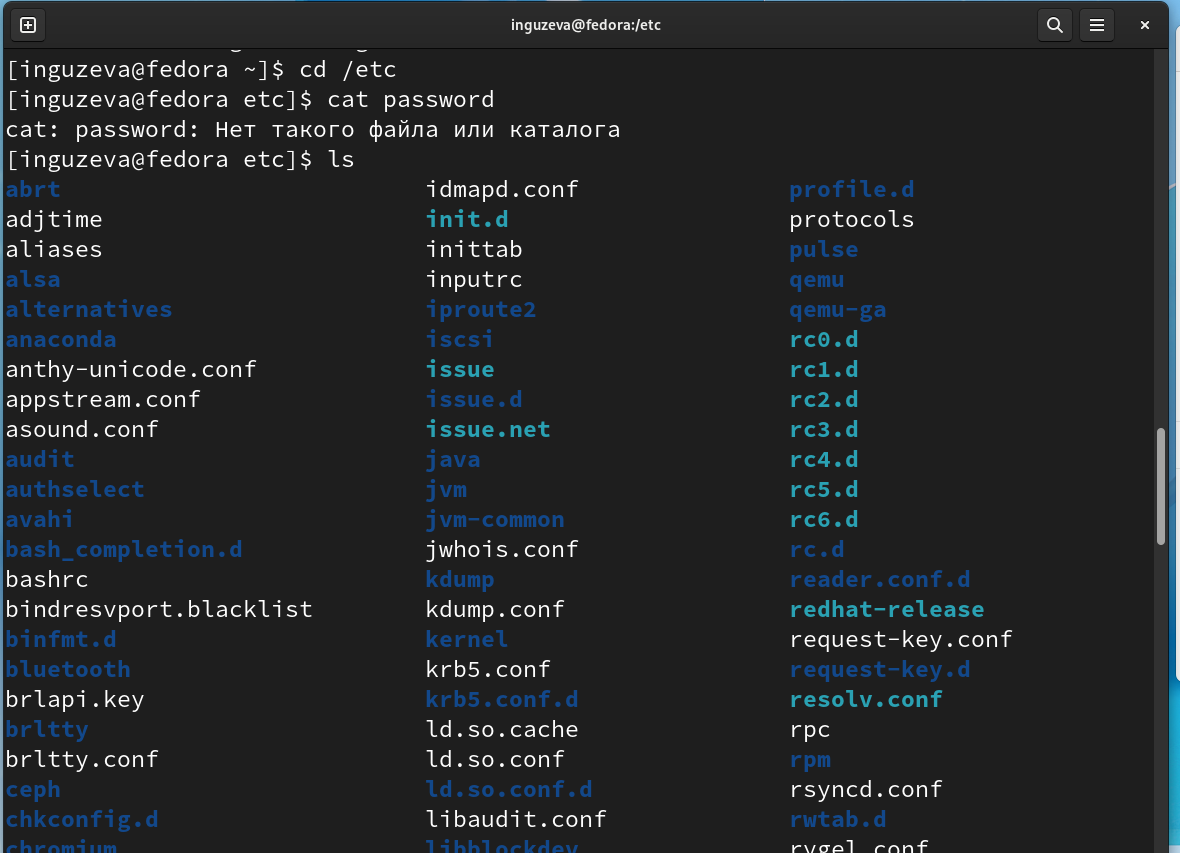 inguzeva@fedora:/etc
[inguzeva@fedora ~]$ cd /etc
[inguzeva@fedora etc]$ cat password
cat: password: Нет такого файла или каталога
[inguzeva@fedora etc]$ ls
abrt idmapd.conf profile.d
adjtime init.d protocols
aliases inittab pulse
alsa inputrc qemu
alternatives iproute2 qemu-ga
anaconda iscsi rc0.d
anthy-unicode.conf issue rc1.d
appstream.conf issue.d rc2.d
asound.conf issue.net rc3.d
audit java rc4.d
authselect jvm rc5.d
avahi jvm-common rc6.d
bash_completion.d jwhois.conf rc.d
bashrc kdump reader.conf.d
bindresvport.blacklist kdump.conf redhat-release
binfmt.d kernel request-key.conf
bluetooth krb5.conf request-key.d
brlapi.key krb5.conf.d resolv.conf
brltty ld.so.cache rpc
brltty.conf ld.so.conf rpm
ceph ld.so.conf.d rsyncd.conf
chkconfig.d libaudit.conf rwtab.d
chromium libblockdev rygel.conf